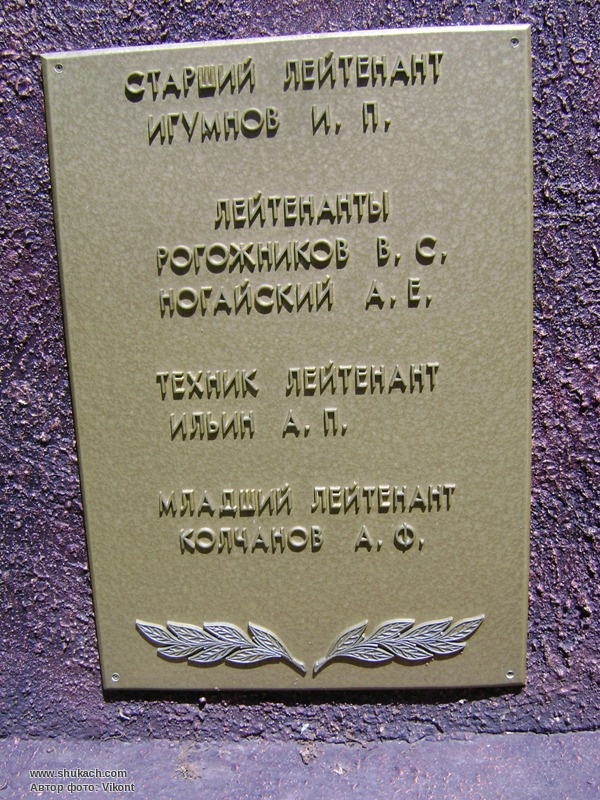 СТАРШИЙ ЛЕЙТЕНАНТ
ИГУМНОВ И. П.
ЛЕЙТЕНАНТЫ
РОГОЖНИКОВ В. С.
НОГАЙСКИЙ А. Е.
ТЕХНИК ЛЕЙТЕНАНТ
ИЛЬИН А. П.
МЛАДШИЙ ЛЕЙТЕНАНТ
КОЛЧАНОВ А. Ф.
www.shukach.com
Автор фото: Vikont